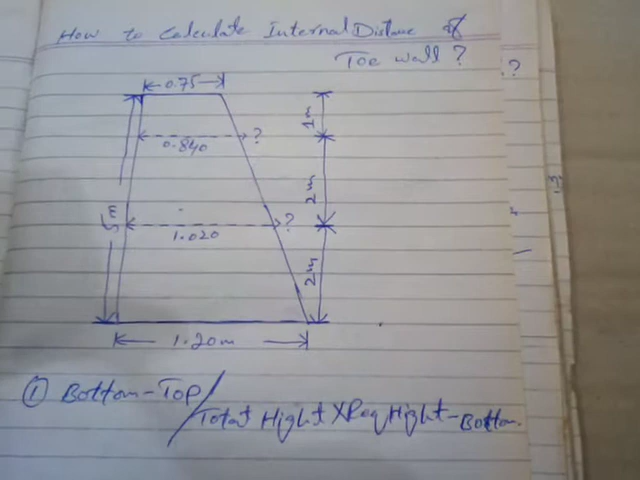 How to Calculate Internal Distance of
Toe wall?
?
0.75
1m
?
0.840
2m
5m
?
1.020
2m
1.20m
① Bottom-Top/
Total Hight X Req Hight - Bottom.